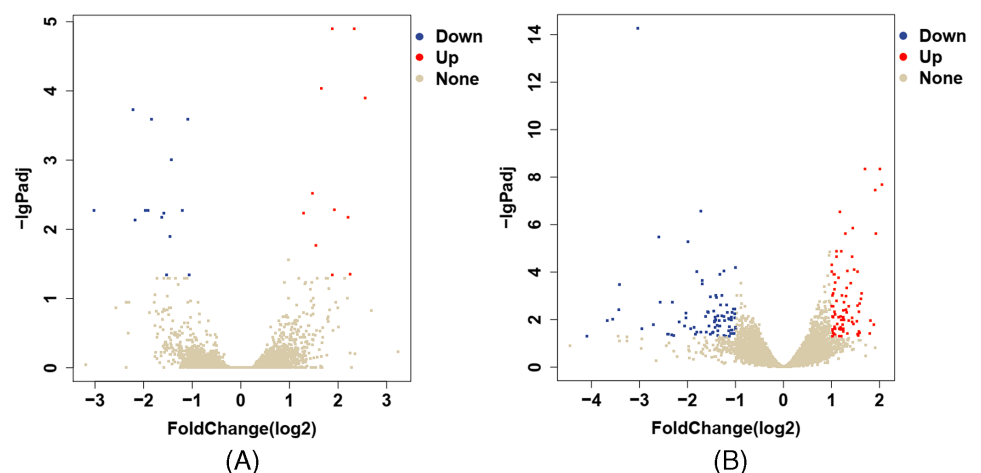 5
4
3
2
1
0
−lgPadj
−3 −2 −1 0 1 2 3
FoldChange(log2)
Down
Up
None
(A)
14
12
10
8
6
4
2
0
−lgPadj
−4 −3 −2 −1 0 1 2
FoldChange(log2)
Down
Up
None
(B)